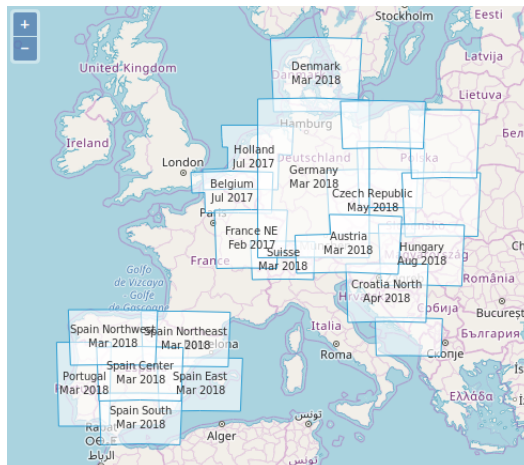 +
−
Stockholm
Eesti
Latvija
Lietuva
United Kingdom
Denmark
Mar 2018
Ireland
Hamburg
Holland
Jul 2017
Deutschland
London
Germany
Mar 2018
Polska
Belgium
Jul 2017
Czech Republic
May 2018
Paris
France NE
Feb 2017
Austria
Mar 2018
Hungary
Aug 2018
France
Suisse
Mar 2018
Golfo
de Vizcaya
Golfe
de Gascogne
România
Croatia North
Apr 2018
Србија
Bucureșt
Italia
България
Roma
Скопје
Spain Northwest
Mar 2018
Spain Northeast
Mar 2018
Spain Center
Mar 2018
Portugal
Mar 2018
Spain East
Mar 2018
Spain South
Mar 2018
Ελλάς
Alger
تونس
الرباط